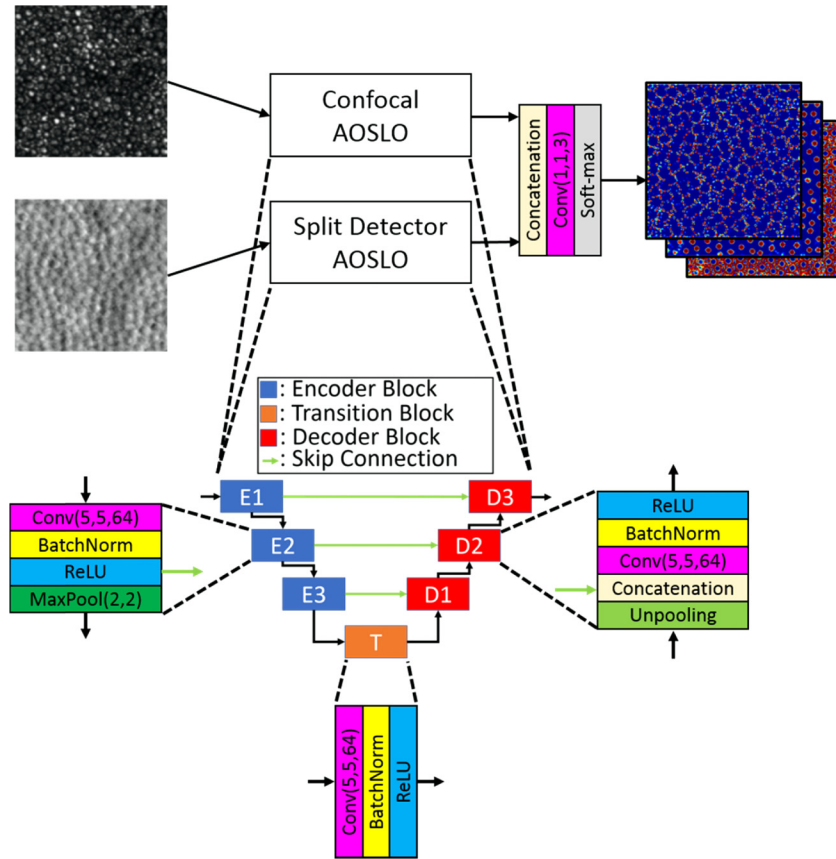 Confocal
AOSLO
Split Detector
AOSLO
Concatenation
Conv(1,1,3)
Soft-max
: Encoder Block
: Transition Block
: Decoder Block
: Skip Connection
E1
D3
E2
D2
E3
D1
T
Conv(5,5,64)
BatchNorm
ReLU
MaxPool(2,2)
ReLU
BatchNorm
Conv(5,5,64)
Concatenation
Unpooling
Conv(5,5,64)
BatchNorm
ReLU